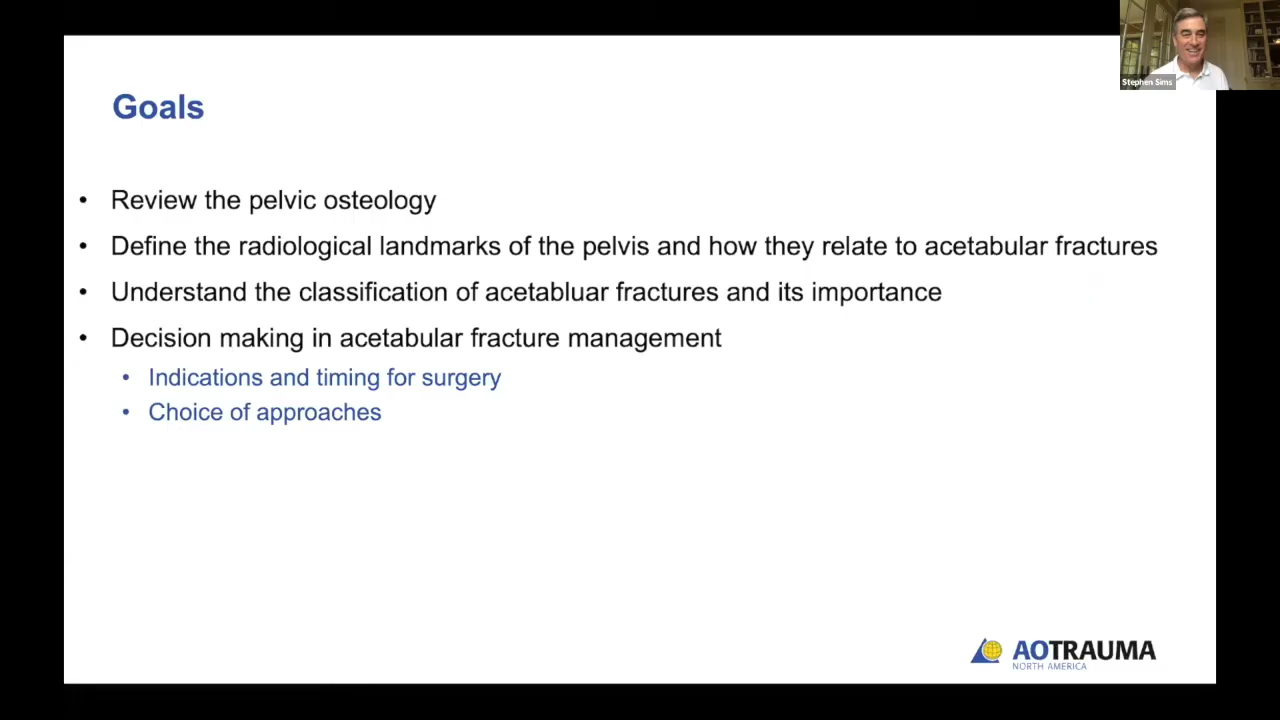 Stephen Sims
Goals
• Review the pelvic osteology
• Define the radiological landmarks of the pelvis and how they relate to acetabular fractures
• Understand the classification of acetabluar fractures and its importance
• Decision making in acetabular fracture management
• Indications and timing for surgery
• Choice of approaches
AOTRAUMA
NORTH AMERICA